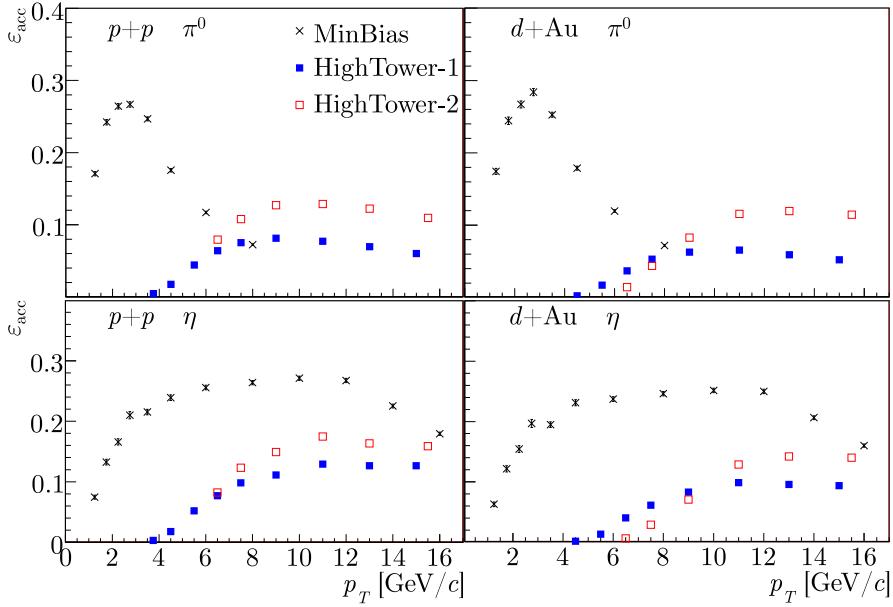 ε_acc 0.4 p+p π⁰ × MinBias d+Au π⁰
■ HighTower-1
0.3 □ HighTower-2
0.2
0.1
ε_acc p+p η d+Au η
0.3
0.2
0.1
0
0 2 4 6 8 10 12 14 16 2 4 6 8 10 12 14 16
p_T [GeV/c] p_T [GeV/c]